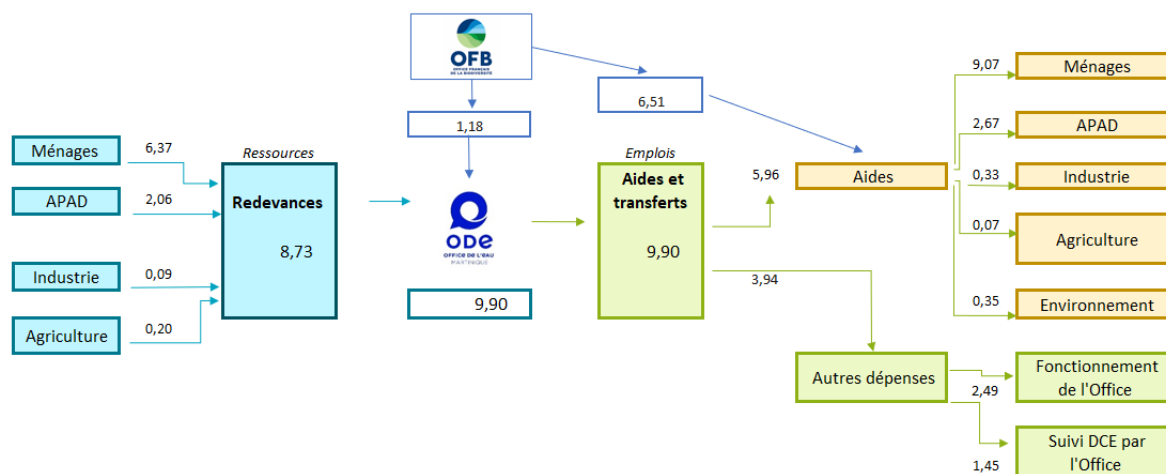 OFB
OFFICE FRANÇAIS
DE LA BIODIVERSITÉ
6,51
1,18
Ménages
6,37
APAD
2,06
Industrie
0,09
Agriculture
0,20
Ressources
Redevances
8,73
ODE
OFFICE DE L'EAU
MARTINIQUE
9,90
Emplois
Aides et
transferts
9,90
5,96
3,94
Aides
9,07
Ménages
2,67
APAD
0,33
Industrie
0,07
Agriculture
0,35
Environnement
Autres dépenses
2,49
Fonctionnement
de l'Office
1,45
Suivi DCE par
l'Office